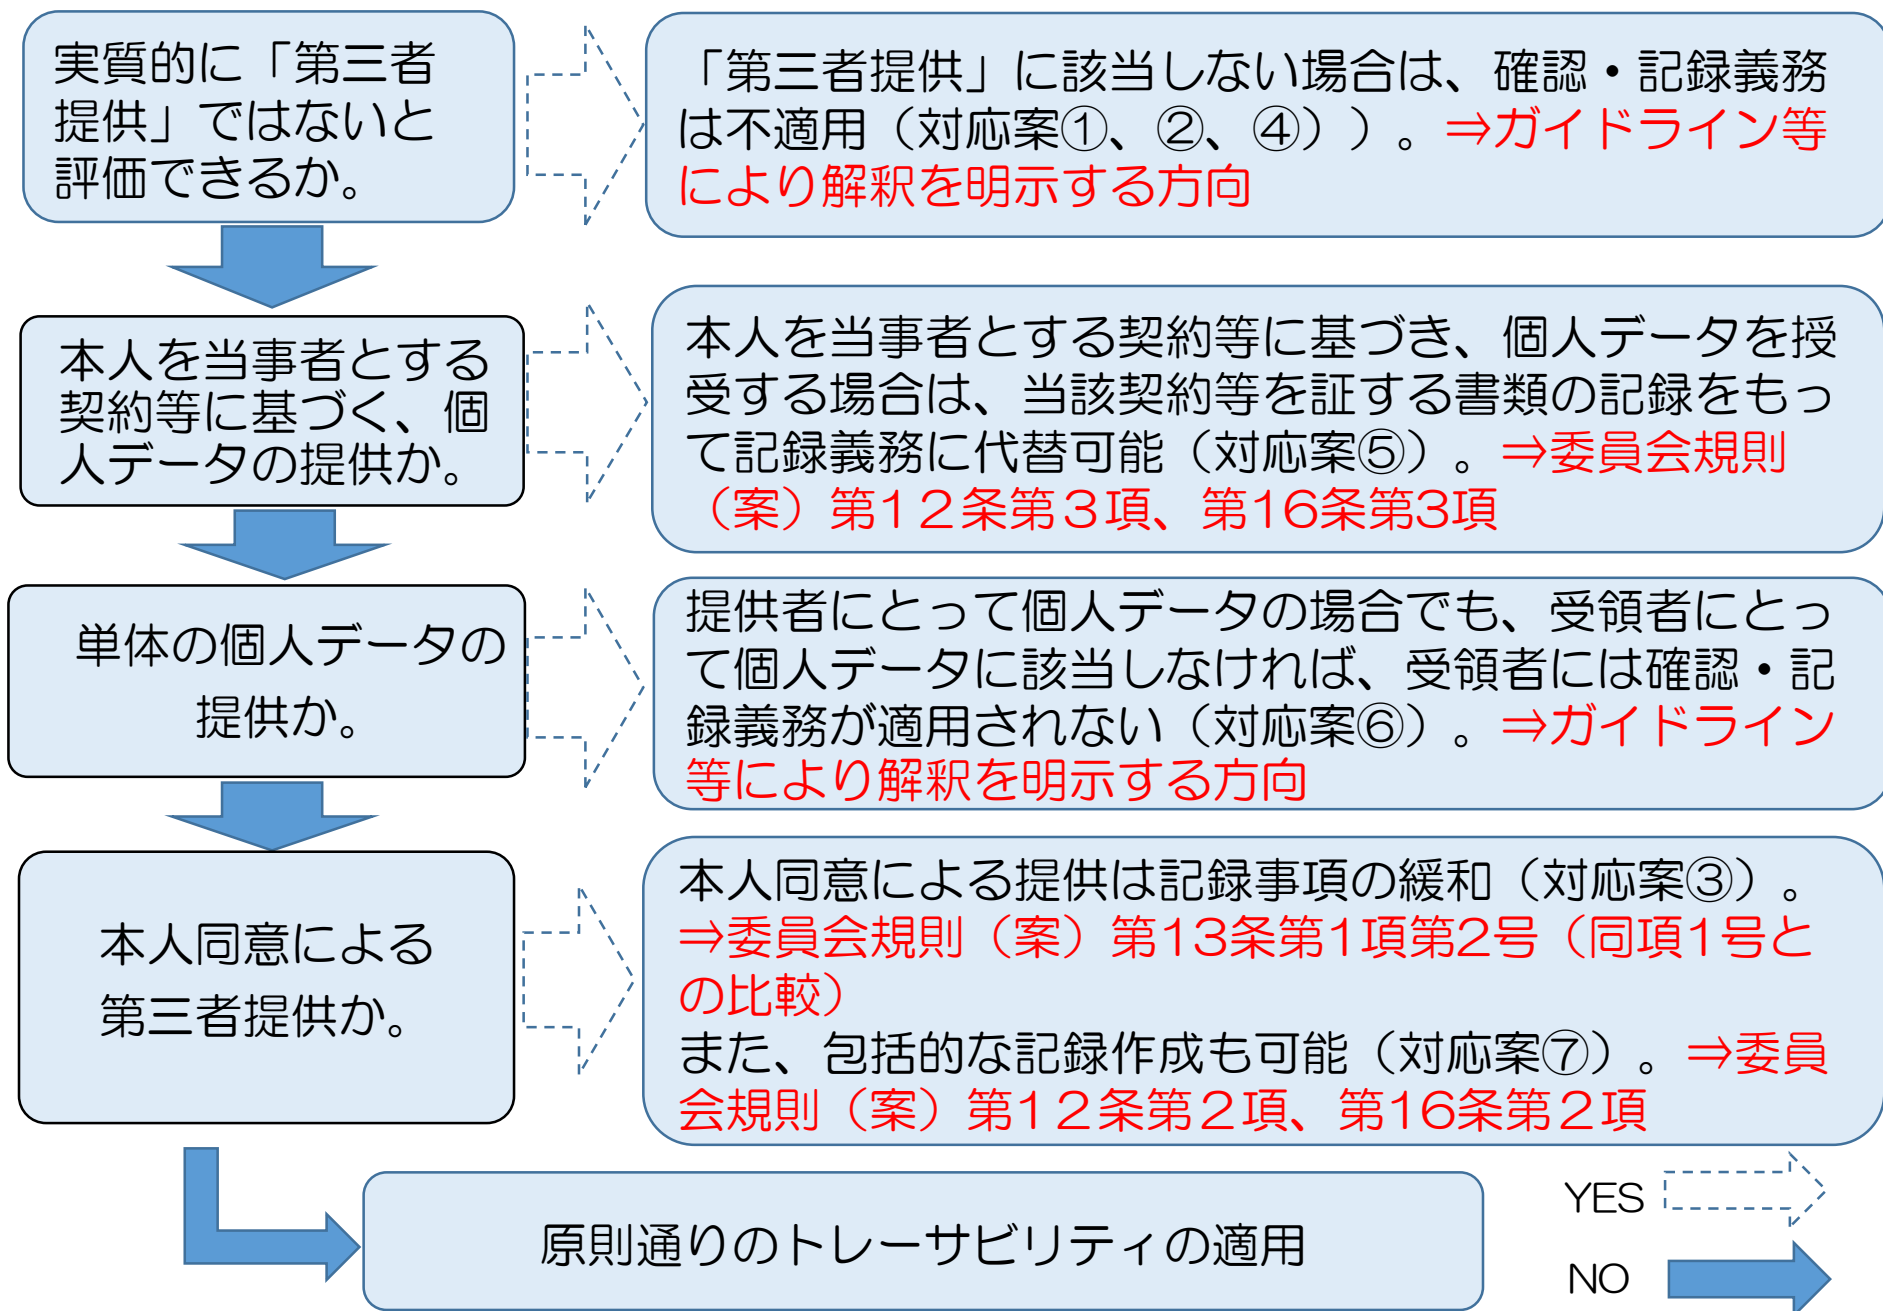 実質的に「第三者
提供」ではないと
評価できるか。
「第三者提供」に該当しない場合は、確認・記録義務
は不適用（対応案①、②、④））。⇒ガイドライン等
により解釈を明示する方向
本人を当事者とする
契約等に基づく、個
人データの提供か。
本人を当事者とする契約等に基づき、個人データを授
受する場合は、当該契約等を証する書類の記録をもっ
て記録義務に代替可能（対応案⑤）。⇒委員会規則
（案）第1２条第３項、第16条第3項
単体の個人データの
提供か。
提供者にとって個人データの場合でも、受領者にとっ
て個人データに該当しなければ、受領者には確認・記
録義務が適用されない（対応案⑥）。⇒ガイドライン
等により解釈を明示する方向
本人同意による
第三者提供か。
本人同意による提供は記録事項の緩和（対応案③）。
⇒委員会規則（案）第13条第1項第2号（同項1号と
の比較）
また、包括的な記録作成も可能（対応案⑦）。⇒委員
会規則（案）第1２条第２項、第16条第２項
原則通りのトレーサビリティの適用
YES
NO